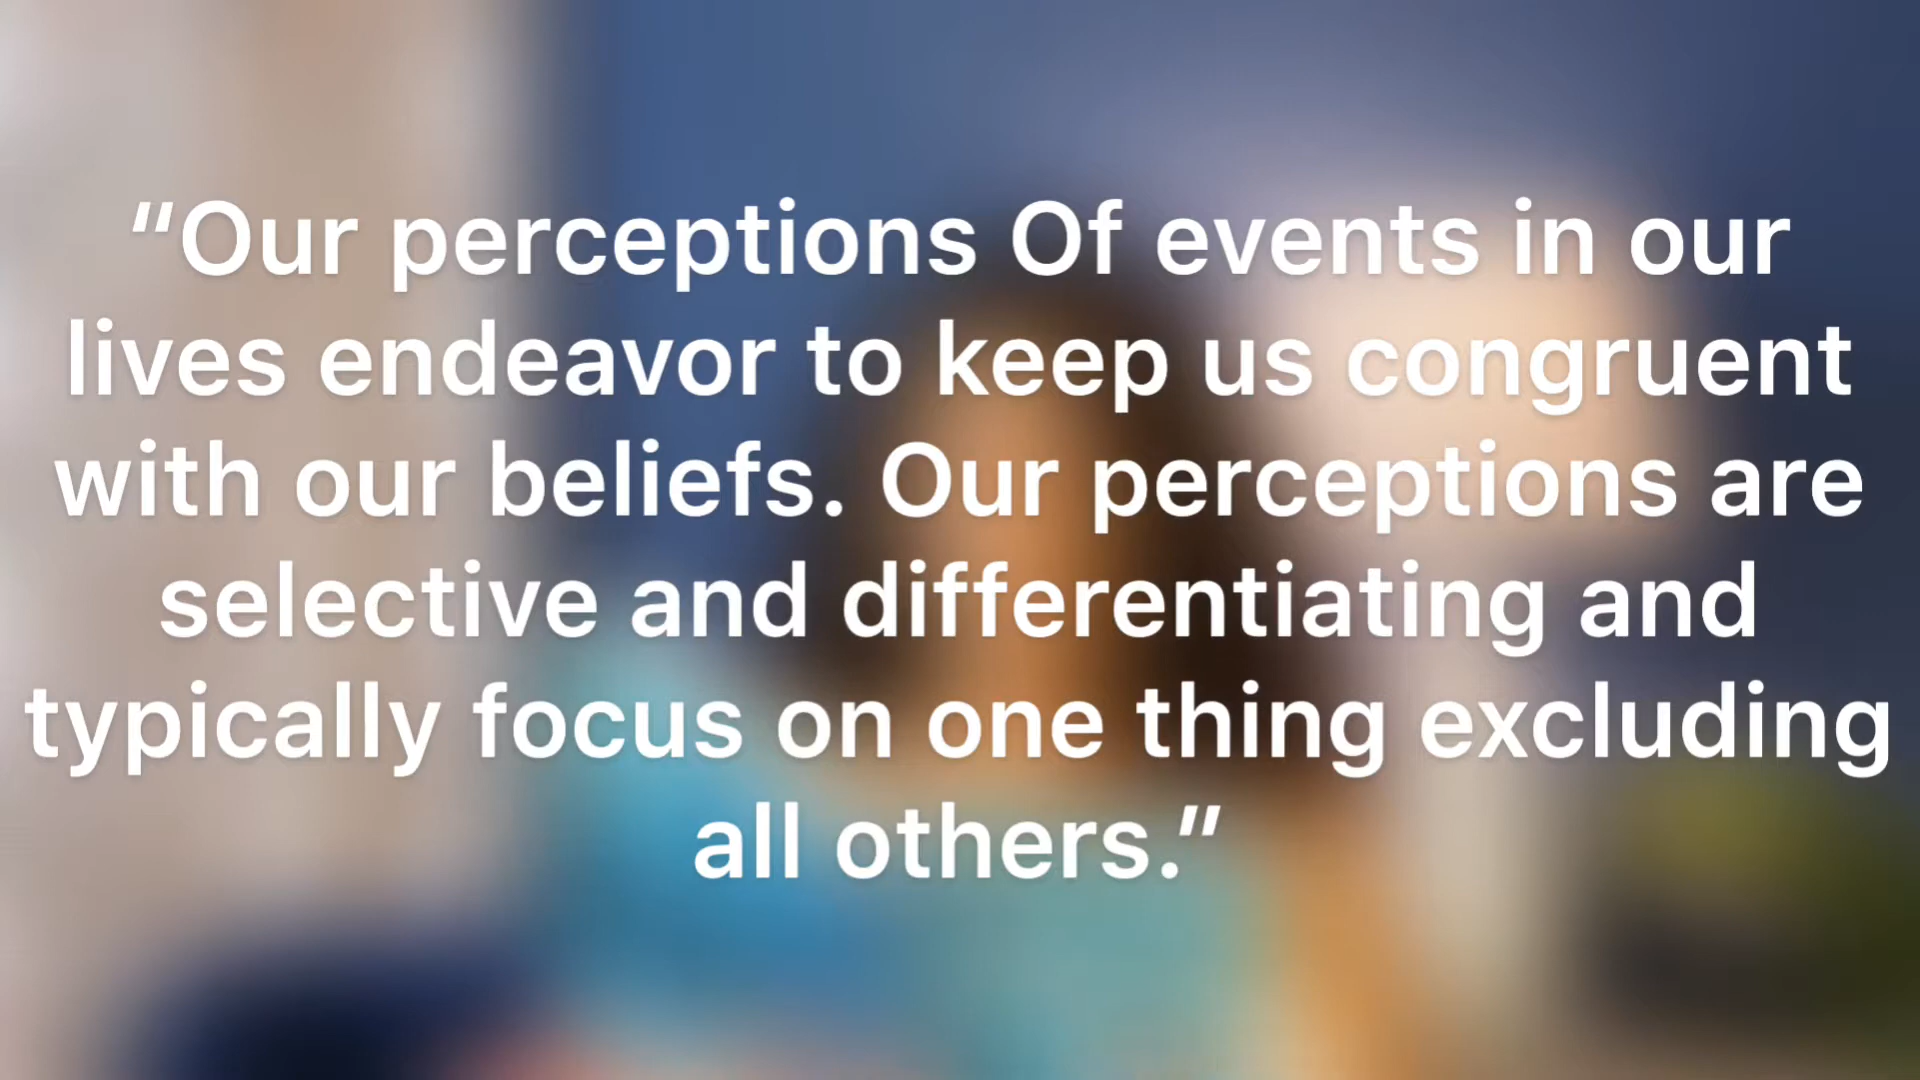 “Our perceptions Of events in our
lives endeavor to keep us congruent
with our beliefs. Our perceptions are
selective and differentiating and
typically focus on one thing excluding
all others.”